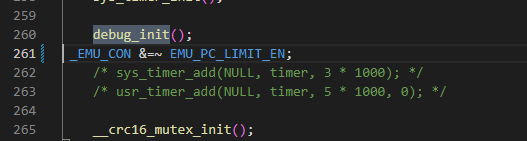 259
260 debug_init();
261 _EMU_CON &=~ EMU_PC_LIMIT_EN;
262 /* sys_timer_add(NULL, timer, 3 * 1000); */
263 /* usr_timer_add(NULL, timer, 5 * 1000, 0); */
264
265 __crc16_mutex_init();